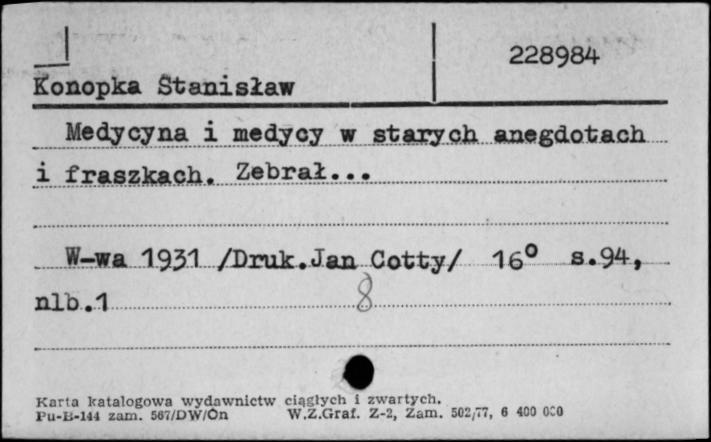 228984
Konopka Stanisław
Medycyna i medycy w starych anegdotach
i fraszkach. Zebrał...
W-wa 1931 /Druk.Jan Cotty/ 16° s.94,
nlb.1
8
Karta katalogowa wydawnictw ciągłych i zwartych.
Pu-B-144 zam. 567/DW/On W.Z.Graf. Z-2, Zam. 502/77, 6 400 000